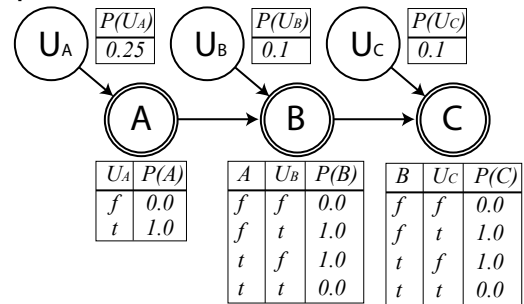 UA P(UA) UB P(UB) UC P(UC)
0.25 0.1 0.1
A B C
UA P(A) A UB P(B) B UC P(C)
f 0.0 f f 0.0 f f 0.0
t 1.0 f t 1.0 f t 1.0
t f 1.0 t f 1.0
t t 0.0 t t 0.0